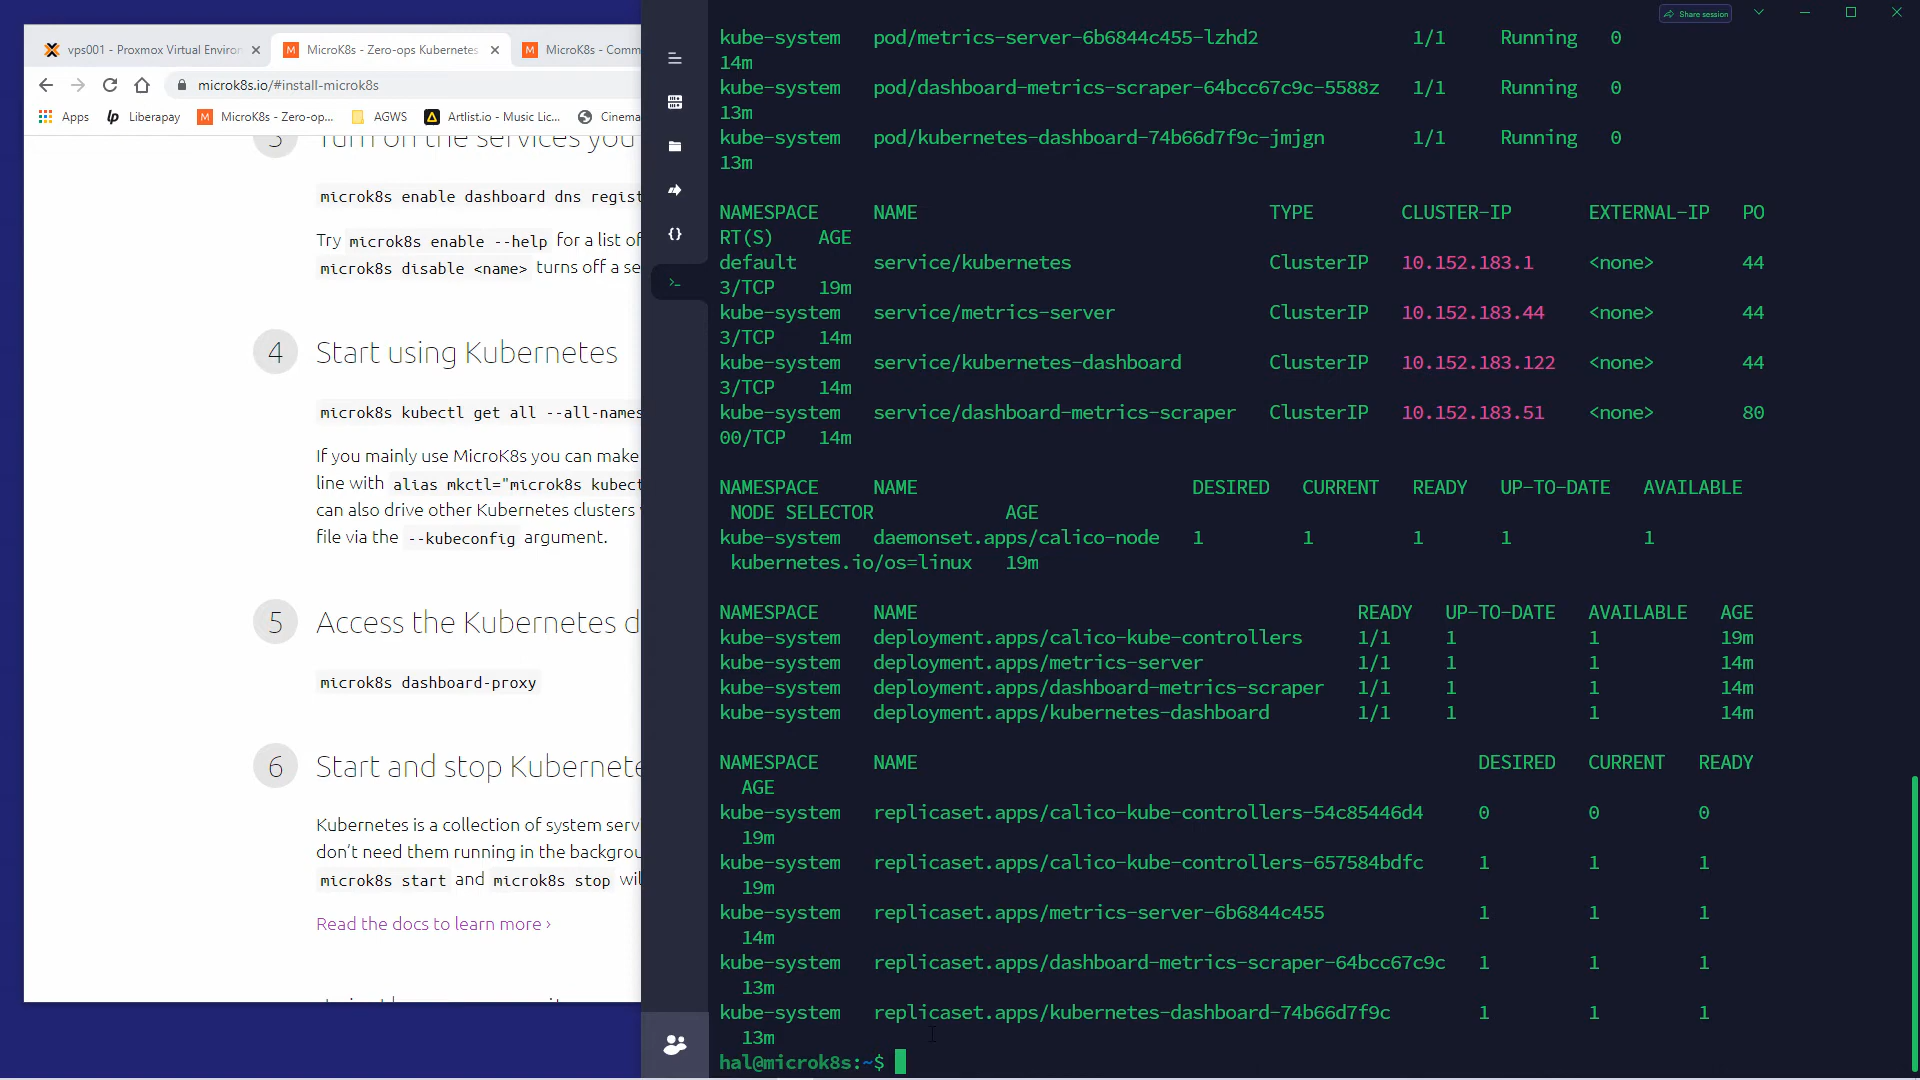 vps001 - Proxmox Virtual Environ
MicroK8s - Zero-ops Kubernetes
MicroK8s - Comm
microk8s.io/#install-microk8s
Apps
Liberapay
MicroK8s - Zero-op...
AGWS
Artlist.io - Music Lic...
Cinema
3
Turn on the services you
microk8s enable dashboard dns regist
Try microk8s enable --help for a list of
microk8s disable <name> turns off a se
4
Start using Kubernetes
microk8s kubectl get all --all-names
If you mainly use MicroK8s you can make
line with alias mkctl="microk8s kubect
can also drive other Kubernetes clusters
file via the --kubeconfig argument.
5
Access the Kubernetes d
microk8s dashboard-proxy
6
Start and stop Kubernete
Kubernetes is a collection of system serv
don't need them running in the backgrou
microk8s start and microk8s stop wil
Read the docs to learn more ›
Share session
kube-system pod/metrics-server-6b6844c455-lzhd2 1/1 Running 0
14m
kube-system pod/dashboard-metrics-scraper-64bcc67c9c-5588z 1/1 Running 0
13m
kube-system pod/kubernetes-dashboard-74b66d7f9c-jmjgn 1/1 Running 0
13m
NAMESPACE NAME TYPE CLUSTER-IP EXTERNAL-IP PO
RT(S) AGE
default service/kubernetes ClusterIP 10.152.183.1 <none> 44
3/TCP 19m
kube-system service/metrics-server ClusterIP 10.152.183.44 <none> 44
3/TCP 14m
kube-system service/kubernetes-dashboard ClusterIP 10.152.183.122 <none> 44
3/TCP 14m
kube-system service/dashboard-metrics-scraper ClusterIP 10.152.183.51 <none> 80
00/TCP 14m
NAMESPACE NAME DESIRED CURRENT READY UP-TO-DATE AVAILABLE
NODE SELECTOR AGE
kube-system daemonset.apps/calico-node 1 1 1 1 1
kubernetes.io/os=linux 19m
NAMESPACE NAME READY UP-TO-DATE AVAILABLE AGE
kube-system deployment.apps/calico-kube-controllers 1/1 1 1 19m
kube-system deployment.apps/metrics-server 1/1 1 1 14m
kube-system deployment.apps/dashboard-metrics-scraper 1/1 1 1 14m
kube-system deployment.apps/kubernetes-dashboard 1/1 1 1 14m
NAMESPACE NAME DESIRED CURRENT READY
AGE
kube-system replicaset.apps/calico-kube-controllers-54c85446d4 0 0 0
19m
kube-system replicaset.apps/calico-kube-controllers-657584bdfc 1 1 1
19m
kube-system replicaset.apps/metrics-server-6b6844c455 1 1 1
14m
kube-system replicaset.apps/dashboard-metrics-scraper-64bcc67c9c 1 1 1
13m
kube-system replicaset.apps/kubernetes-dashboard-74b66d7f9c 1 1 1
13m
hal@microk8s:~$